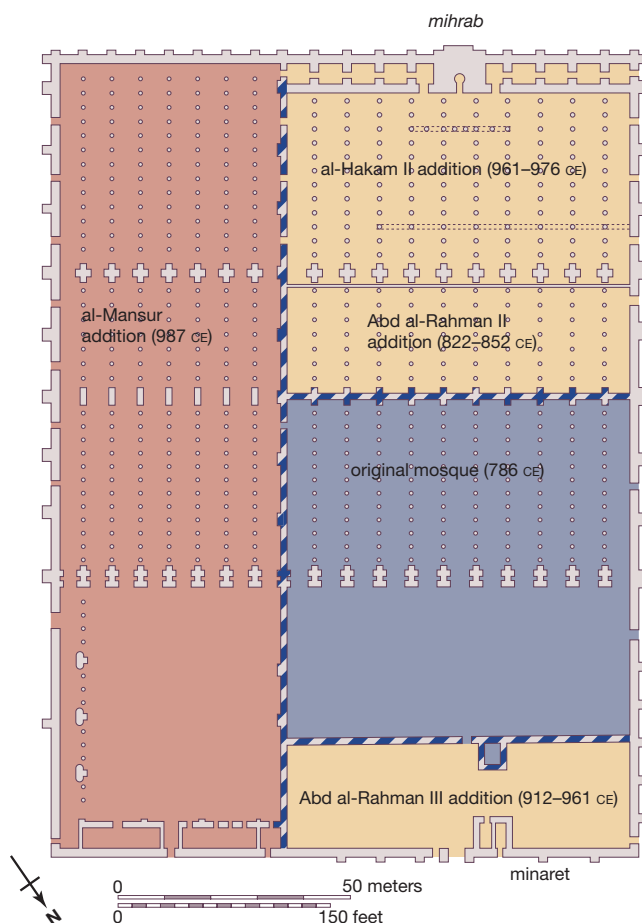 mihrab
al-Hakam II addition (961–976 CE)
al-Mansur
addition (987 CE)
Abd al-Rahman II
addition (822–852 CE)
original mosque (786 CE)
Abd al-Rahman III addition (912–961 CE)
minaret
N
0 50 meters
0 150 feet